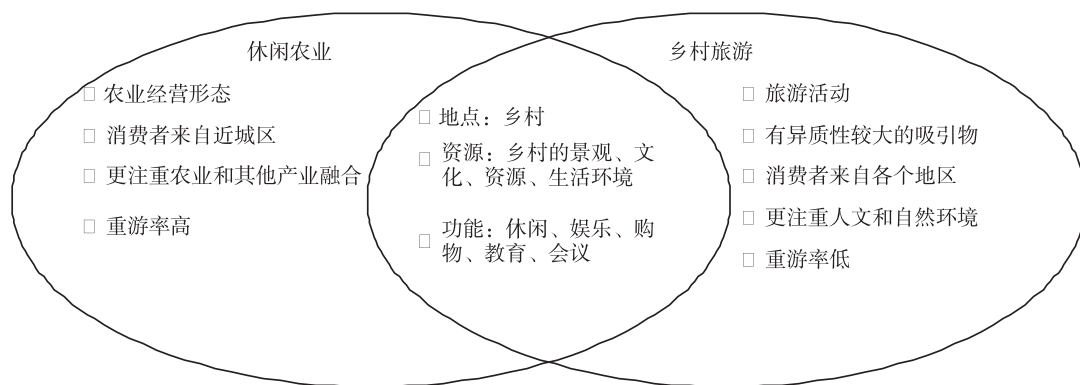 休闲农业
农业经营形态
消费者来自近城区
更注重农业和其他产业融合
重游率高
地点：乡村
资源：乡村的景观、文
化、资源、生活环境
功能：休闲、娱乐、购
物、教育、会议
乡村旅游
旅游活动
有异质性较大的吸引物
消费者来自各个地区
更注重人文和自然环境
重游率低